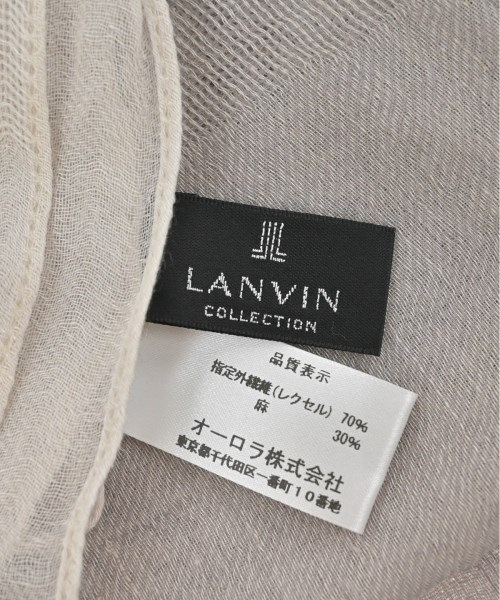 LANVIN
COLLECTION
品質表示
指定外繊維(レクセル) 70%
麻 30%
オーロラ株式会社
東京都千代田区一番町10番地